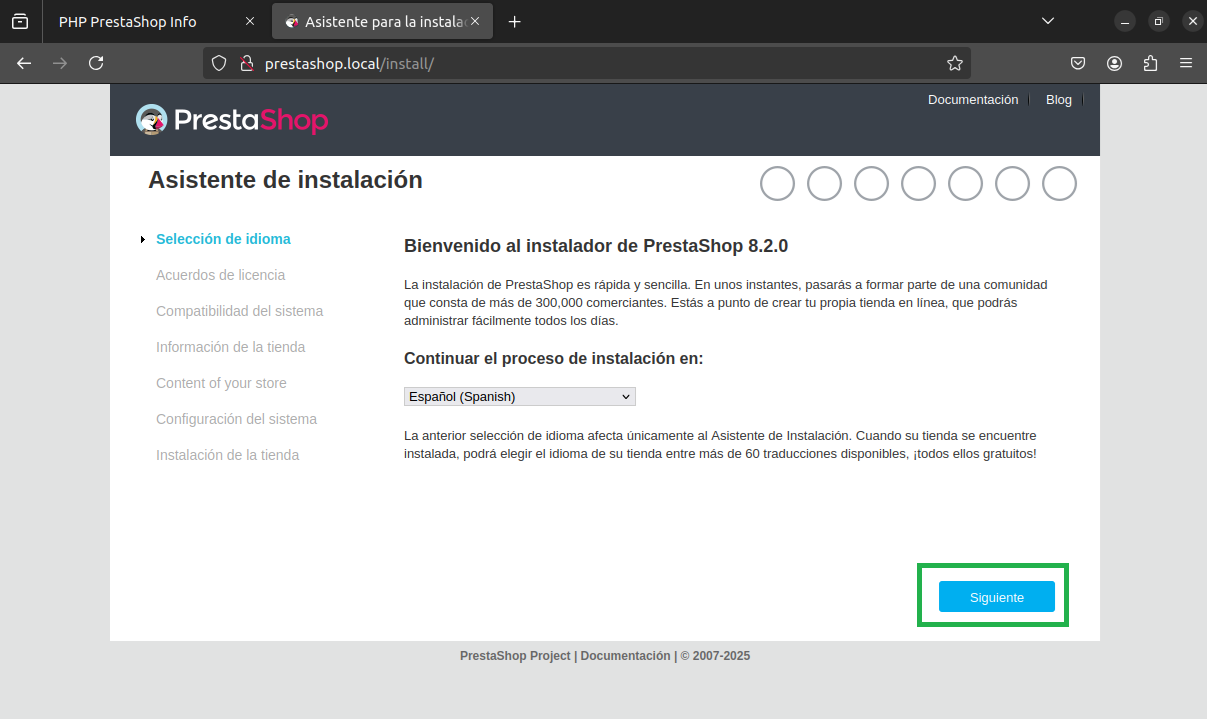 PHP PrestaShop Info
Asistente para la instala
prestashop.local/install/
Documentación
Blog
PrestaShop
Asistente de instalación
Selección de idioma
Acuerdos de licencia
Compatibilidad del sistema
Información de la tienda
Content of your store
Configuración del sistema
Instalación de la tienda
Bienvenido al instalador de PrestaShop 8.2.0
La instalación de PrestaShop es rápida y sencilla. En unos instantes, pasarás a formar parte de una comunidad
que consta de más de 300,000 comerciantes. Estás a punto de crear tu propia tienda en línea, que podrás
administrar fácilmente todos los días.
Continuar el proceso de instalación en:
Español (Spanish)
La anterior selección de idioma afecta únicamente al Asistente de Instalación. Cuando su tienda se encuentre
instalada, podrá elegir el idioma de su tienda entre más de 60 traducciones disponibles, ¡todos ellos gratuitos!
Siguiente
PrestaShop Project | Documentación | © 2007-2025